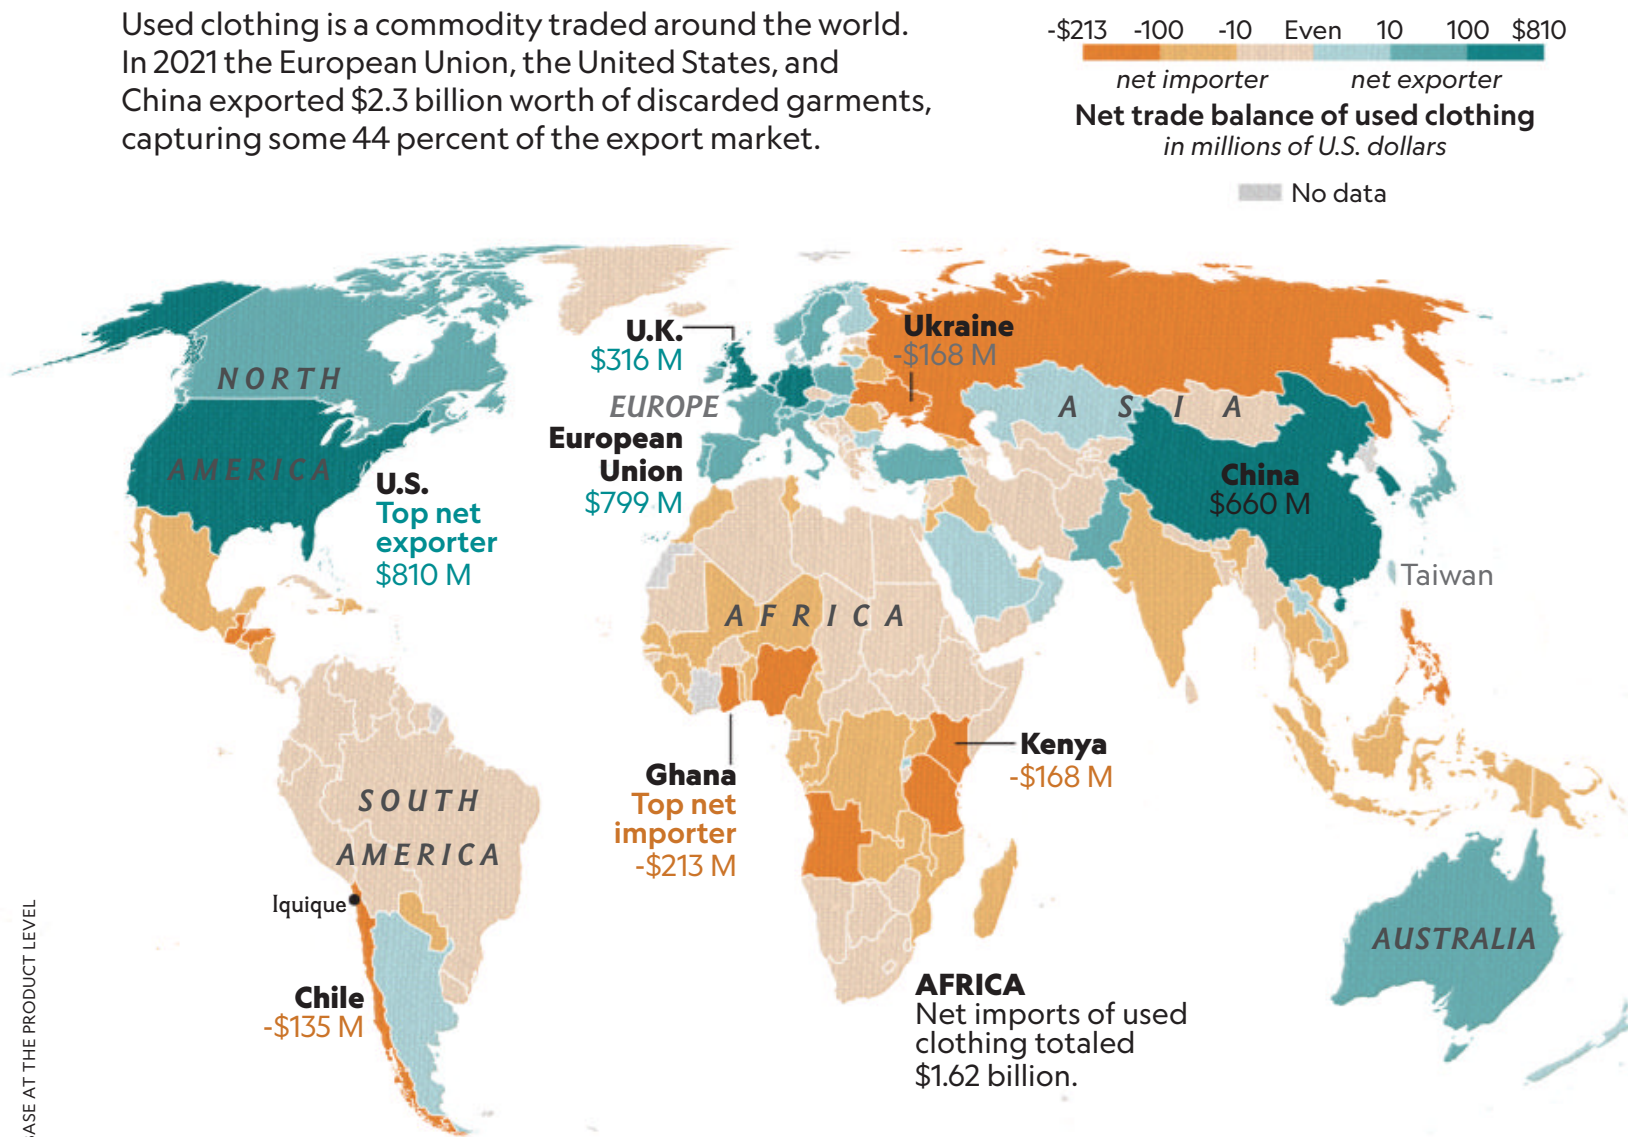 Used clothing is a commodity traded around the world.
In 2021 the European Union, the United States, and
China exported $2.3 billion worth of discarded garments,
capturing some 44 percent of the export market.
-$213 -100 -10 Even 10 100 $810
net importer net exporter
Net trade balance of used clothing
in millions of U.S. dollars
No data
NORTH
AMERICA
U.S.
Top net
exporter
$810 M
U.K.
$316 M
EUROPE
European
Union
$799 M
Ukraine
-$168 M
ASIA
China
$660 M
Taiwan
AFRICA
Ghana
Top net
importer
-$213 M
Kenya
-$168 M
SOUTH
AMERICA
Iquique
Chile
-$135 M
AFRICA
Net imports of used
clothing totaled
$1.62 billion.
AUSTRALIA
AT THE PRODUCT LEVEL